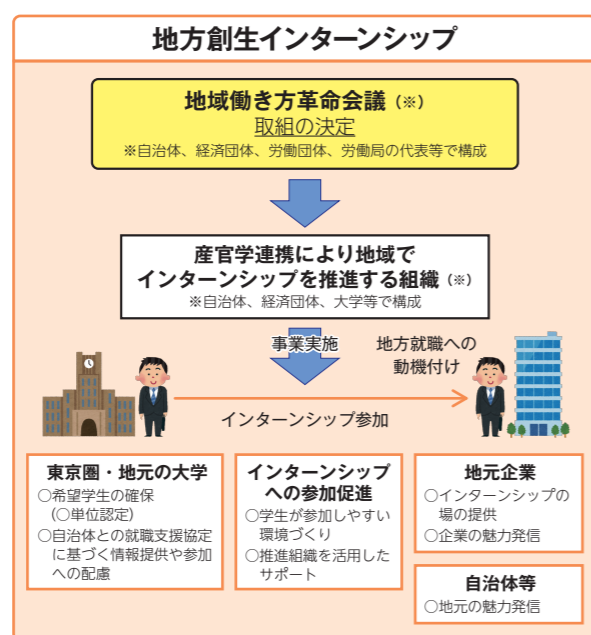 地方創生インターンシップ
地域働き方革命会議（※）
取組の決定
※自治体、経済団体、労働団体、労働局の代表等で構成
産官学連携により地域で
インターンシップを推進する組織（※）
※自治体、経済団体、大学等で構成
事業実施
地方就職への
動機付け
インターンシップ参加
東京圏・地元の大学
○希望学生の確保
（○単位認定）
○自治体との就職支援協定
に基づく情報提供や参加
への配慮
インターンシップ
への参加促進
○学生が参加しやすい
環境づくり
○推進組織を活用した
サポート
地元企業
○インターンシップの
場の提供
○企業の魅力発信
自治体等
○地元の魅力発信